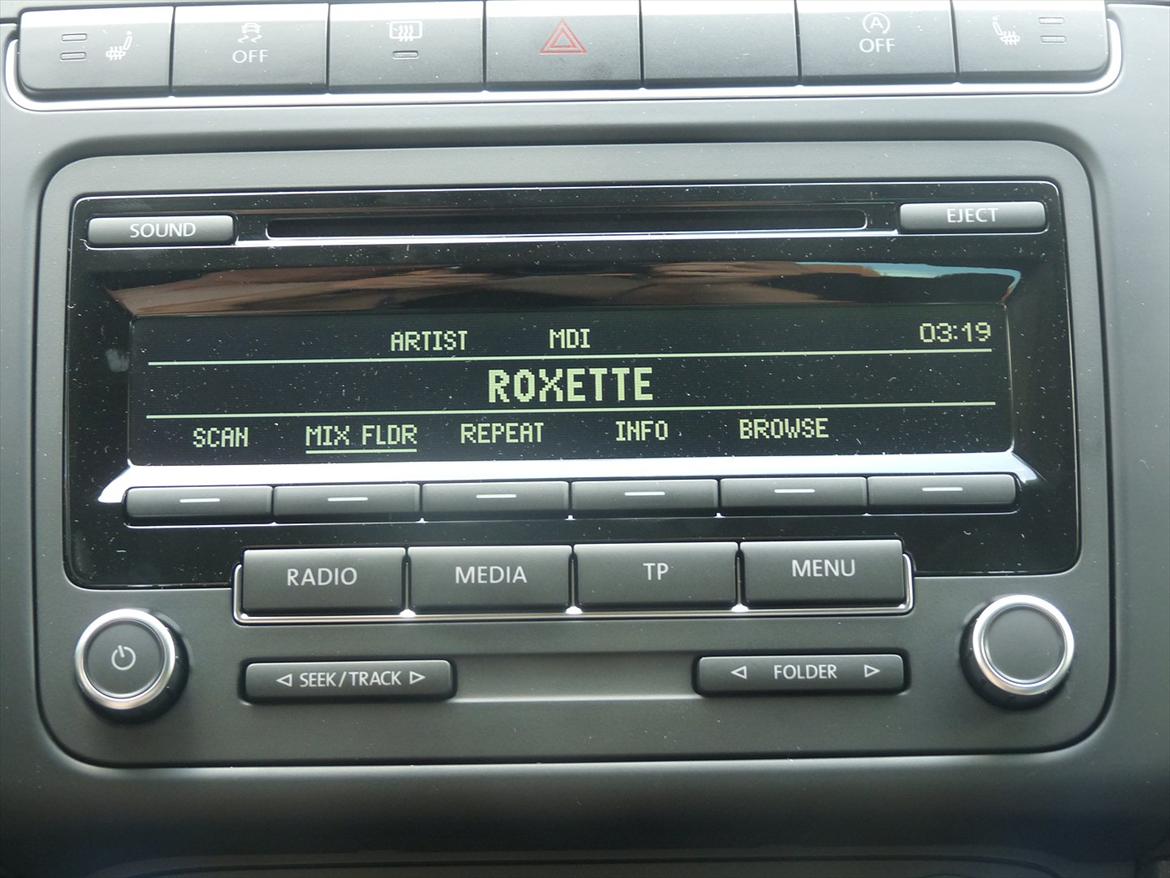 OFF
A
OFF
SOUND
EJECT
ARTIST MDI 03:19
ROXETTE
SCAN MIX FLDR REPEAT INFO BROWSE
RADIO MEDIA TP MENU
SEEK/TRACK FOLDER